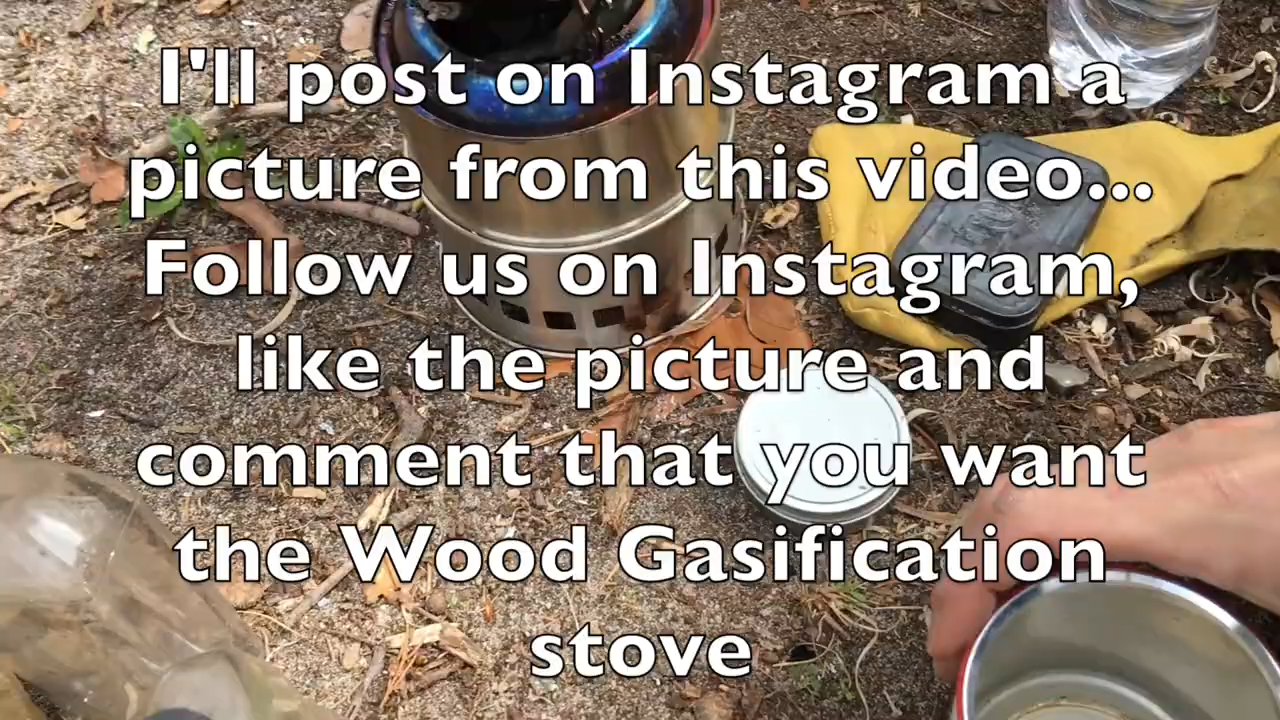 I'll post on Instagram a
picture from this video...
Follow us on Instagram,
like the picture and
comment that you want
the Wood Gasification
stove